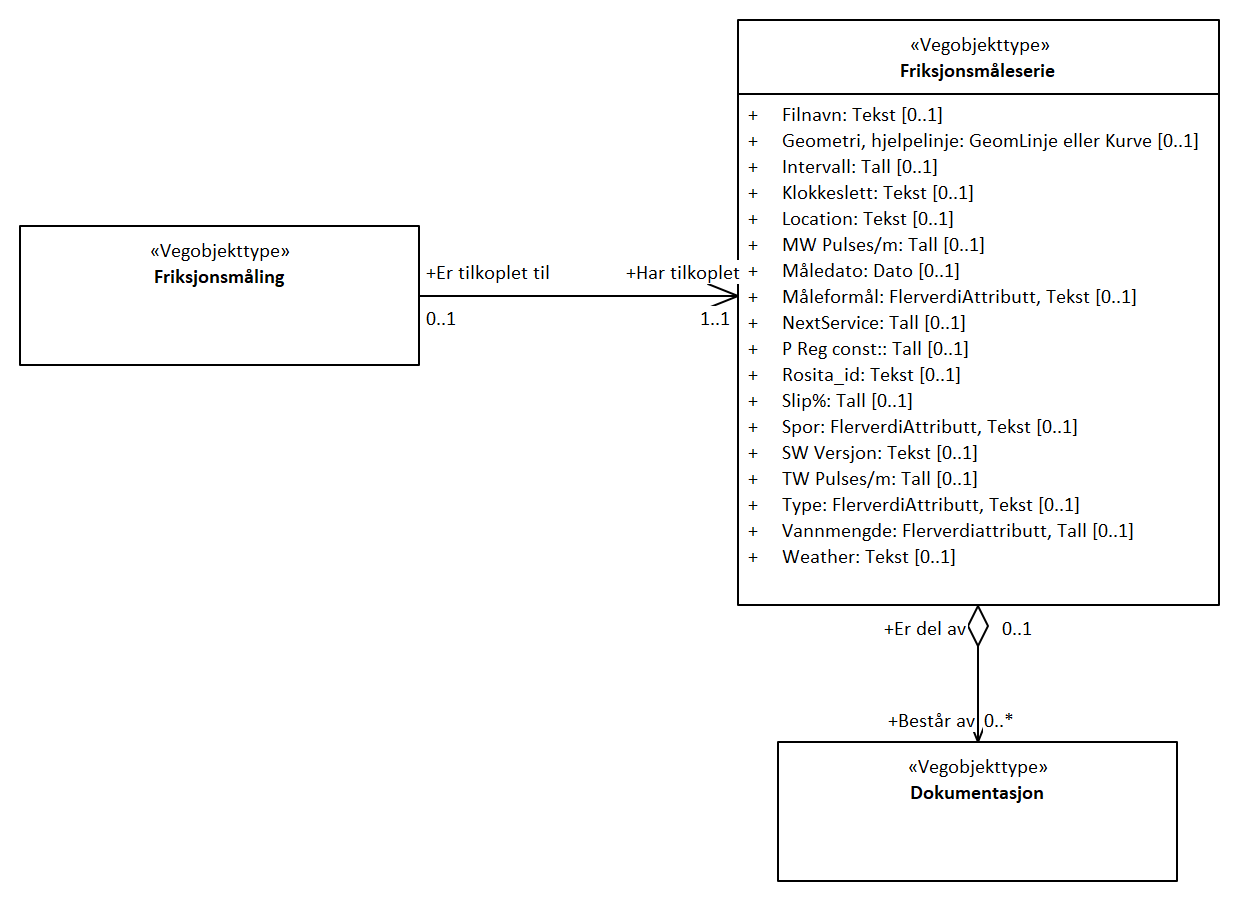 «Vegobjekttype»
Friksjonsmåleserie
+ Filnavn: Tekst [0..1]
+ Geometri, hjelpelinje: GeomLinje eller Kurve [0..1]
+ Intervall: Tall [0..1]
+ Klokkeslett: Tekst [0..1]
+ Location: Tekst [0..1]
+ MW Pulses/m: Tall [0..1]
+ Måledato: Dato [0..1]
+ Måleformål: FlerverdiAttributt, Tekst [0..1]
+ NextService: Tall [0..1]
+ P Reg const:: Tall [0..1]
+ Rosita_id: Tekst [0..1]
+ Slip%: Tall [0..1]
+ Spor: FlerverdiAttributt, Tekst [0..1]
+ SW Versjon: Tekst [0..1]
+ TW Pulses/m: Tall [0..1]
+ Type: FlerverdiAttributt, Tekst [0..1]
+ Vannmengde: Flerverdiattributt, Tall [0..1]
+ Weather: Tekst [0..1]
«Vegobjekttype»
Friksjonsmåling
+Er tilkoplet til
+Har tilkoplet
0..1
1..1
+Er del av
0..1
+Består av
0..*
«Vegobjekttype»
Dokumentasjon